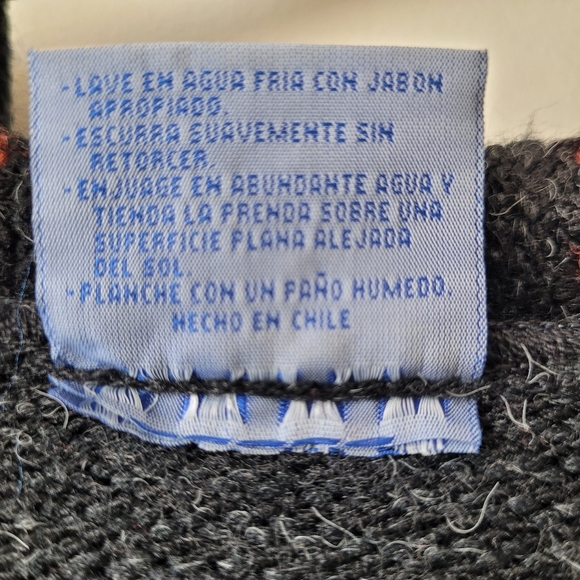 -LAVE EN AGUA FRIA CON JABON
APROPIADO.
-ESCURRA SUAVEMENTE SIN
RETORCER.
-ENJUAGE EN ABUNDANTE AGUA Y
TIENDA LA PRENDA SOBRE UNA
SUPERFICIE PLANA ALEJADA
DEL SOL.
-PLANCHE CON UN PAÑO HUMEDO.
HECHO EN CHILE